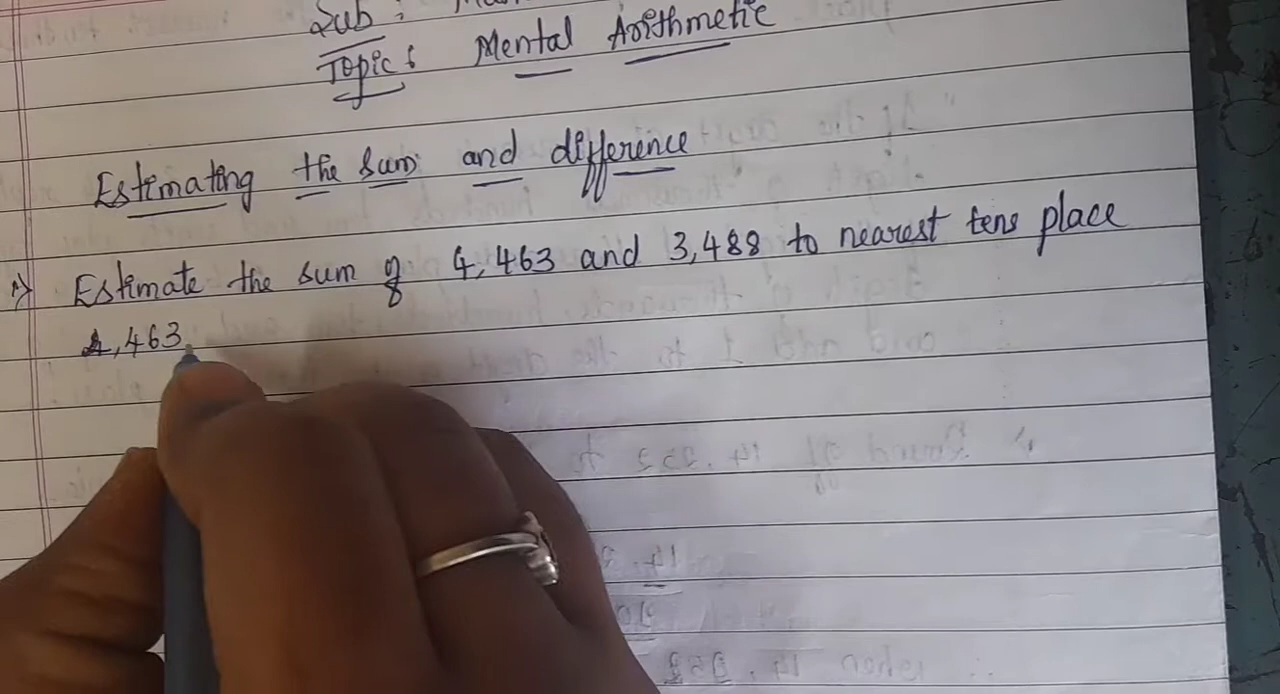 Sub :
Topic : Mental Arithmetic
Estimating the sum and difference
1) Estimate the sum of 4,463 and 3,488 to nearest tens place
4,463